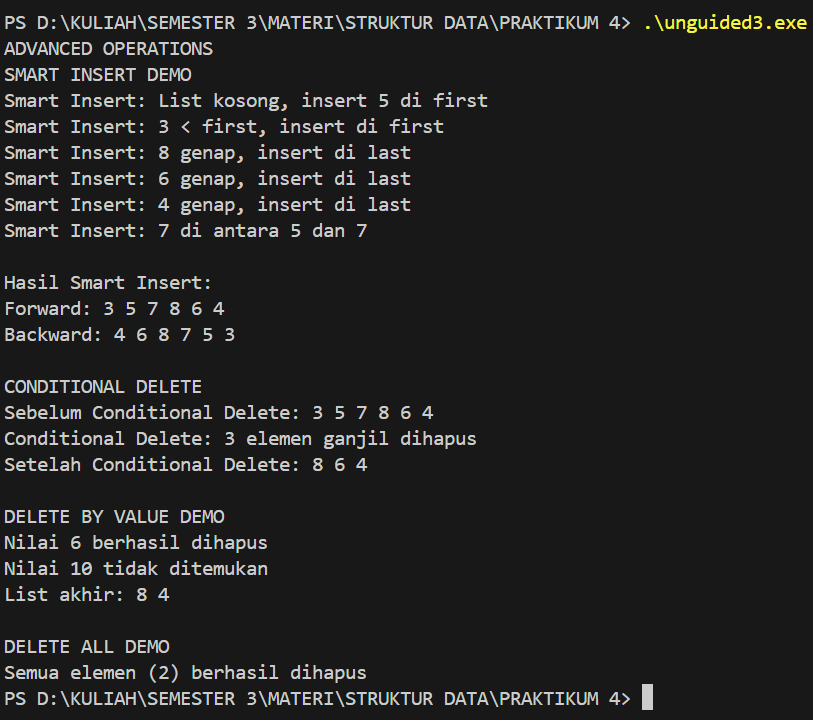 PS D:\KULIAH\SEMESTER 3\MATERI\STRUKTUR DATA\PRAKTIKUM 4> .\unguided3.exe
ADVANCED OPERATIONS
SMART INSERT DEMO
Smart Insert: List kosong, insert 5 di first
Smart Insert: 3 < first, insert di first
Smart Insert: 8 genap, insert di last
Smart Insert: 6 genap, insert di last
Smart Insert: 4 genap, insert di last
Smart Insert: 7 di antara 5 dan 7
Hasil Smart Insert:
Forward: 3 5 7 8 6 4
Backward: 4 6 8 7 5 3
CONDITIONAL DELETE
Sebelum Conditional Delete: 3 5 7 8 6 4
Conditional Delete: 3 elemen ganjil dihapus
Setelah Conditional Delete: 8 6 4
DELETE BY VALUE DEMO
Nilai 6 berhasil dihapus
Nilai 10 tidak ditemukan
List akhir: 8 4
DELETE ALL DEMO
Semua elemen (2) berhasil dihapus
PS D:\KULIAH\SEMESTER 3\MATERI\STRUKTUR DATA\PRAKTIKUM 4>